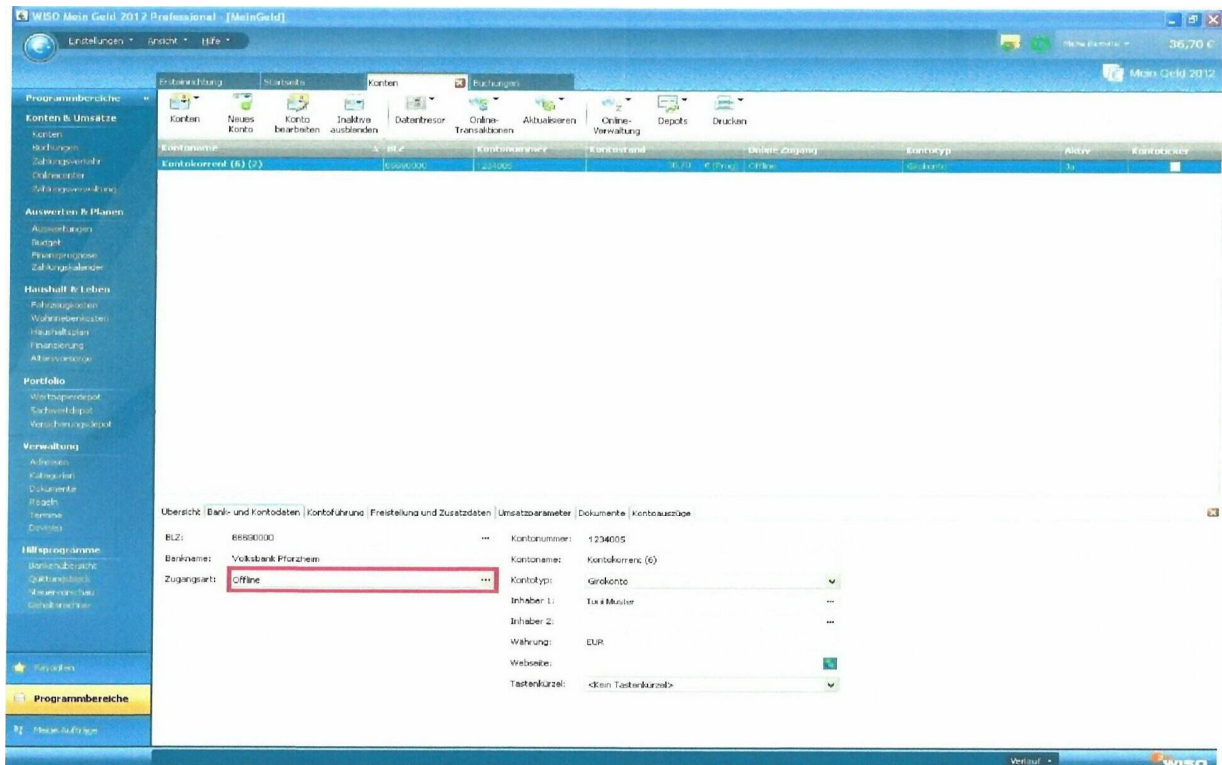 WISO Mein Geld 2012 Professional - [MeinGeld]
Einstellungen Ansicht Hilfe
36,70 €
Mein Geld 2012
Ersteinrichtung Startseite Konten Buchungen
Programmbereiche «
Konten Neues Konto Konto bearbeiten Inaktive ausblenden Datentresor Online-Transaktionen Aktualisieren Online-Verwaltung Depots Drucken
Kontoname BLZ Kontonummer Kontostand Online Zugang Kontotyp Aktiv Kontoticker
Kontokorrent (6) (2) 66690000 1234005 36,70 € (Prog) Offline Girokonto Ja
Konten & Umsätze
Konten
Buchungen
Zahlungsverkehr
Onlinecenter
Zahlungsverwaltung
Auswerten & Planen
Auswertungen
Budget
Finanzprognose
Zahlungskalender
Haushalt & Leben
Fahrzeugkosten
Wohnnebenkosten
Haushaltsplan
Finanzierung
Altersvorsorge
Portfolio
Wertpapierdepot
Sachwertdepot
Versicherungsdepot
Verwaltung
Adressen
Kategorien
Dokumente
Regeln
Termine
Devisen
Hilfsprogramme
Bankenübersicht
Quittungsblock
Steuervorschau
Gehaltsrechner
Favoriten
Programmbereiche
Meine Aufträge
Übersicht Bank- und Kontodaten Kontoführung Freistellung und Zusatzdaten Umsatzparameter Dokumente Kontoauszüge
BLZ: 66690000 ... Kontonummer: 1234005
Bankname: Volksbank Pforzheim Kontoname: Kontokorrent (6)
Zugangsart: Offline ... Kontotyp: Girokonto
Inhaber 1: Toni Muster ...
Inhaber 2: ...
Währung: EUR
Webseite:
Tastenkürzel: <Kein Tastenkürzel>
Verlauf
WISO